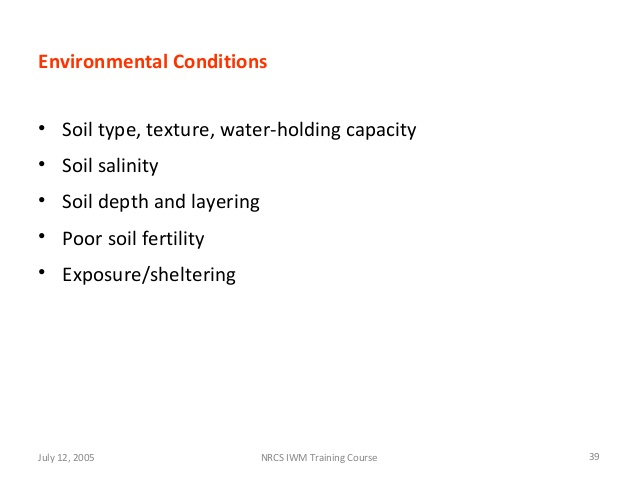 Environmental Conditions
• Soil type, texture, water-holding capacity
• Soil salinity
• Soil depth and layering
• Poor soil fertility
• Exposure/sheltering
July 12, 2005
NRCS IWM Training Course
39